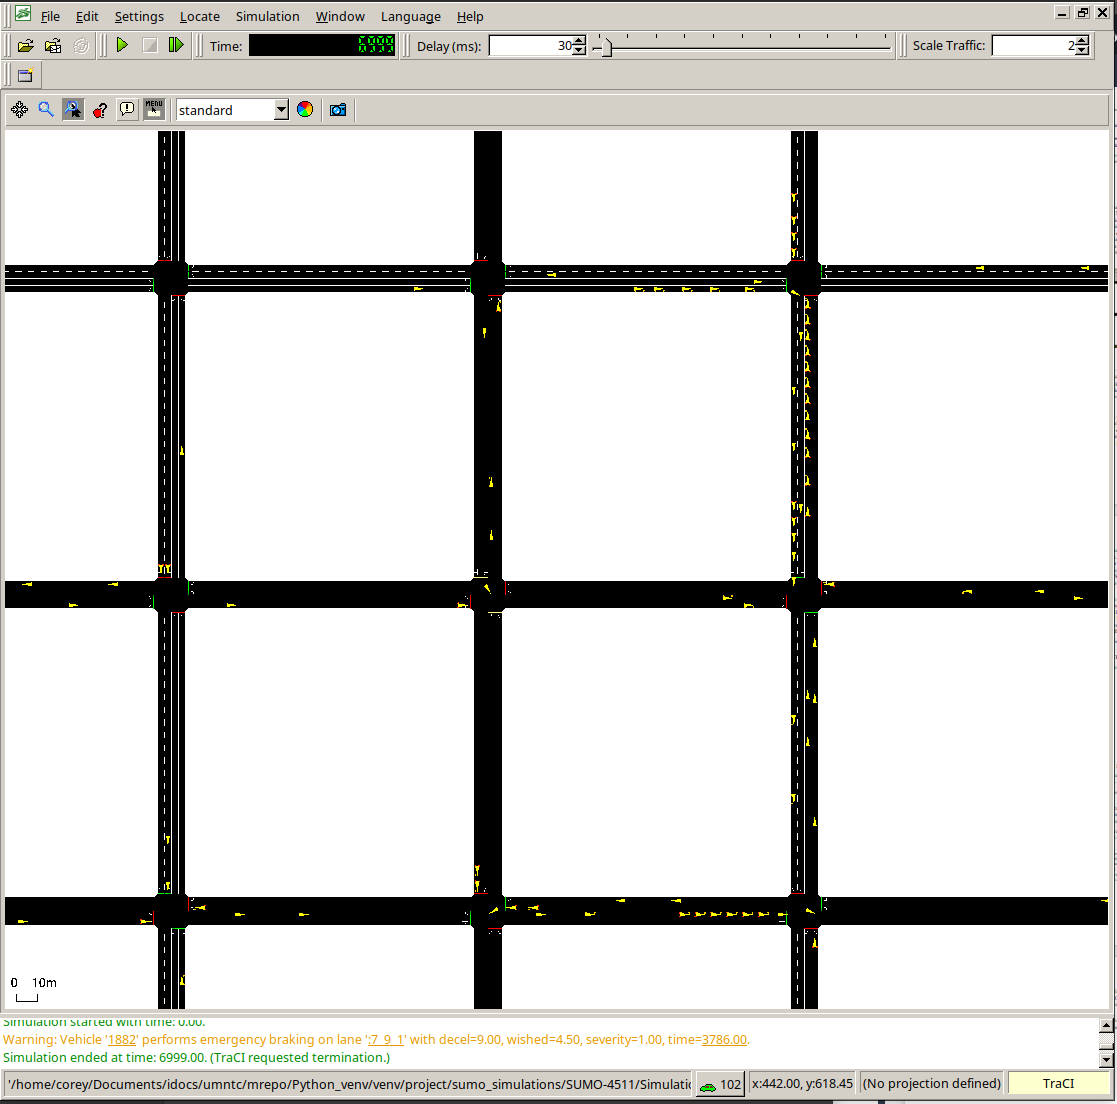 File Edit Settings Locate Simulation Window Language Help
Time: 6999 Delay (ms): 30 Scale Traffic: 2
MENU standard
0 10m
Simulation started with time: 0.00.
Warning: Vehicle '1882' performs emergency braking on lane ':7_9_1' with decel=9.00, wished=4.50, severity=1.00, time=3786.00.
Simulation ended at time: 6999.00. (TraCI requested termination.)
'/home/corey/Documents/idocs/umntc/mrepo/Python_venv/venv/project/sumo_simulations/SUMO-4511/Simulatio 102 x:442.00, y:618.45 (No projection defined) TraCI